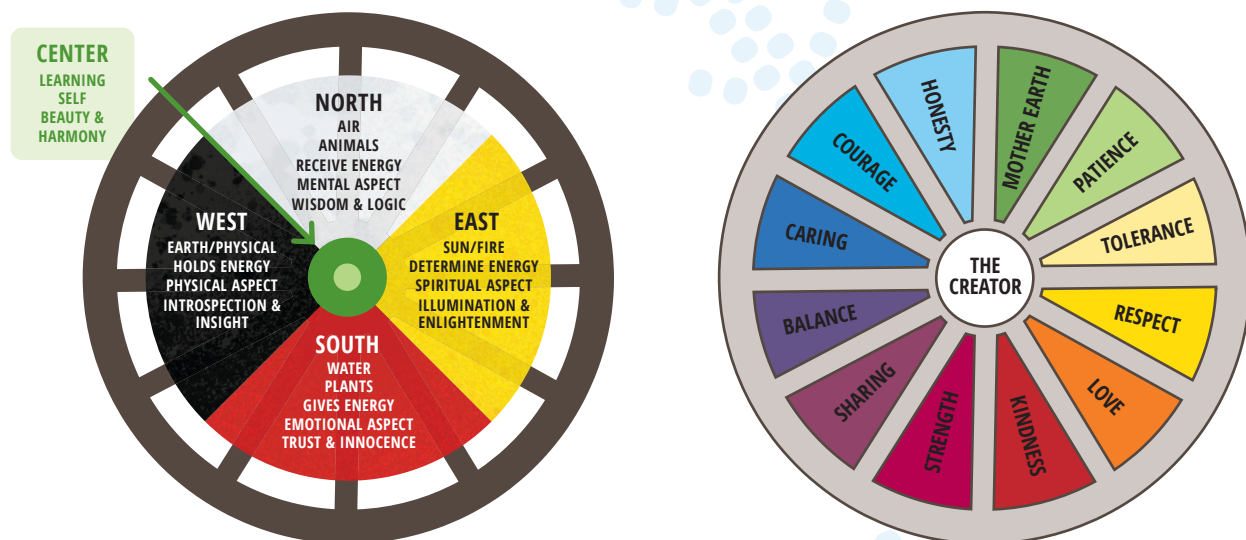 CENTER
LEARNING
SELF
BEAUTY &
HARMONY
NORTH
AIR
ANIMALS
RECEIVE ENERGY
MENTAL ASPECT
WISDOM & LOGIC
WEST
EARTH/PHYSICAL
HOLDS ENERGY
PHYSICAL ASPECT
INTROSPECTION &
INSIGHT
EAST
SUN/FIRE
DETERMINE ENERGY
SPIRITUAL ASPECT
ILLUMINATION &
ENLIGHTENMENT
SOUTH
WATER
PLANTS
GIVES ENERGY
EMOTIONAL ASPECT
TRUST & INNOCENCE
THE
CREATOR
MOTHER EARTH
PATIENCE
TOLERANCE
RESPECT
LOVE
KINDNESS
STRENGTH
SHARING
BALANCE
CARING
COURAGE
HONESTY